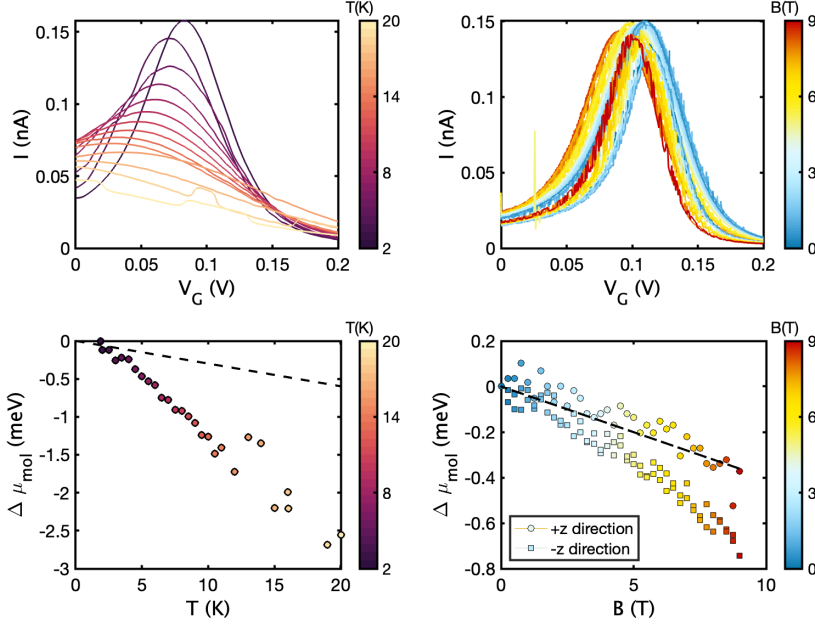 T(K)
0.15
0.1
0.05
0
I (nA)
0 0.05 0.1 0.15 0.2
V_G (V)
20
14
8
2
B(T)
0.15
0.1
0.05
0
I (nA)
0 0.05 0.1 0.15 0.2
V_G (V)
9
6
3
0
T(K)
0
-0.5
-1
-1.5
-2
-2.5
-3
Δ μ_mol (meV)
0 5 10 15 20
T (K)
20
14
8
2
B(T)
0.2
0
-0.2
-0.4
-0.6
-0.8
Δ μ_mol (meV)
+z direction
-z direction
0 5 10
B (T)
9
6
3
0